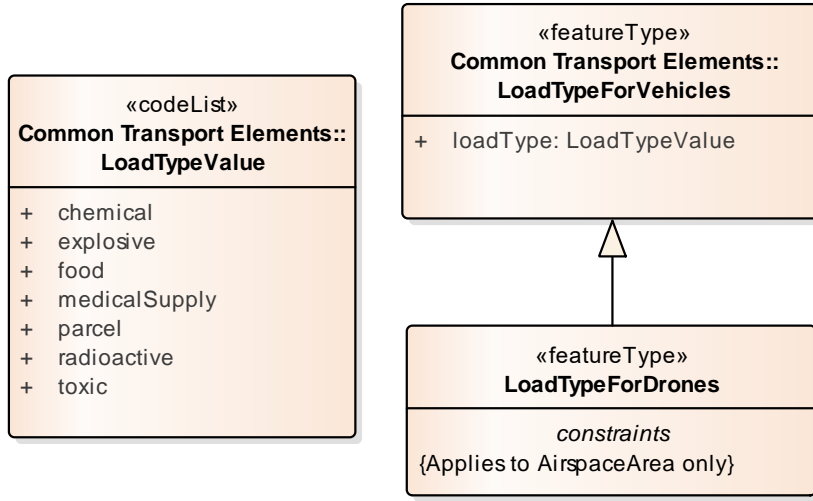 «codeList»
Common Transport Elements::
LoadTypeValue
+ chemical
+ explosive
+ food
+ medicalSupply
+ parcel
+ radioactive
+ toxic
«featureType»
Common Transport Elements::
LoadTypeForVehicles
+ loadType: LoadTypeValue
«featureType»
LoadTypeForDrones
constraints
{Applies to AirspaceArea only}